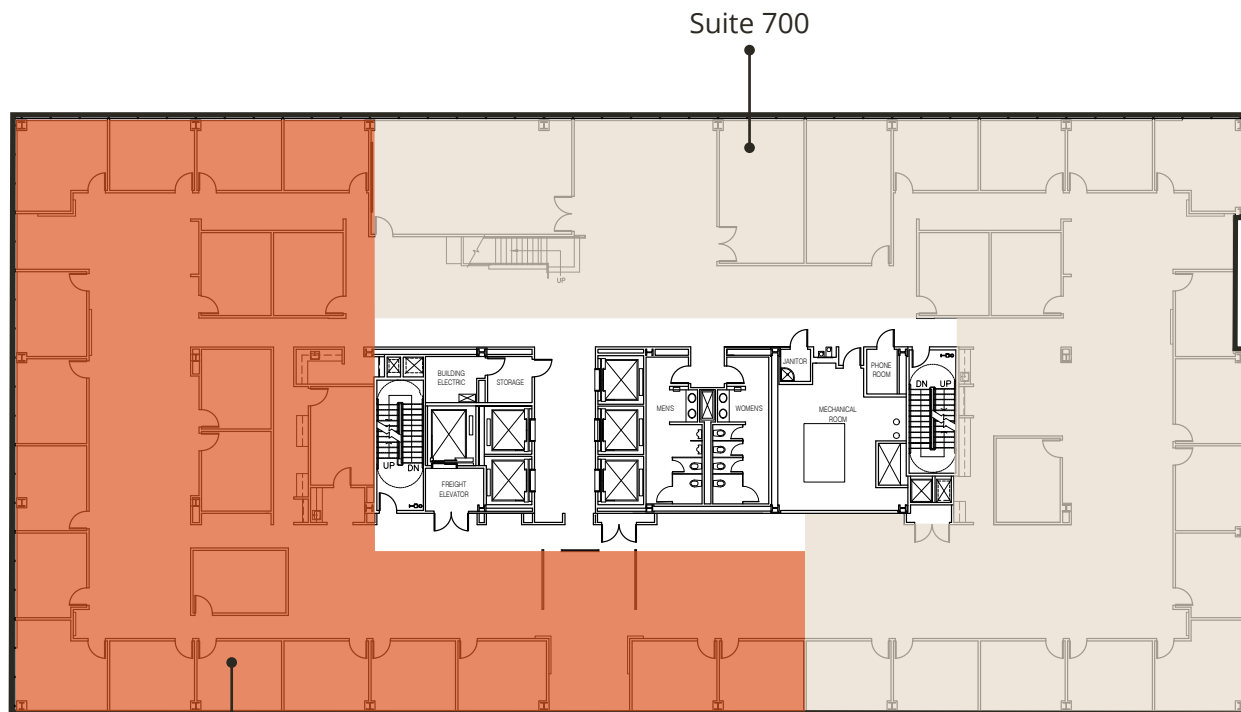 Suite 700
UP
BUILDING
ELECTRIC
STORAGE
JANITOR
PHONE
ROOM
DN UP
MEN'S
WOMEN'S
MECHANICAL
ROOM
UP
DN
FREIGHT
ELEVATOR